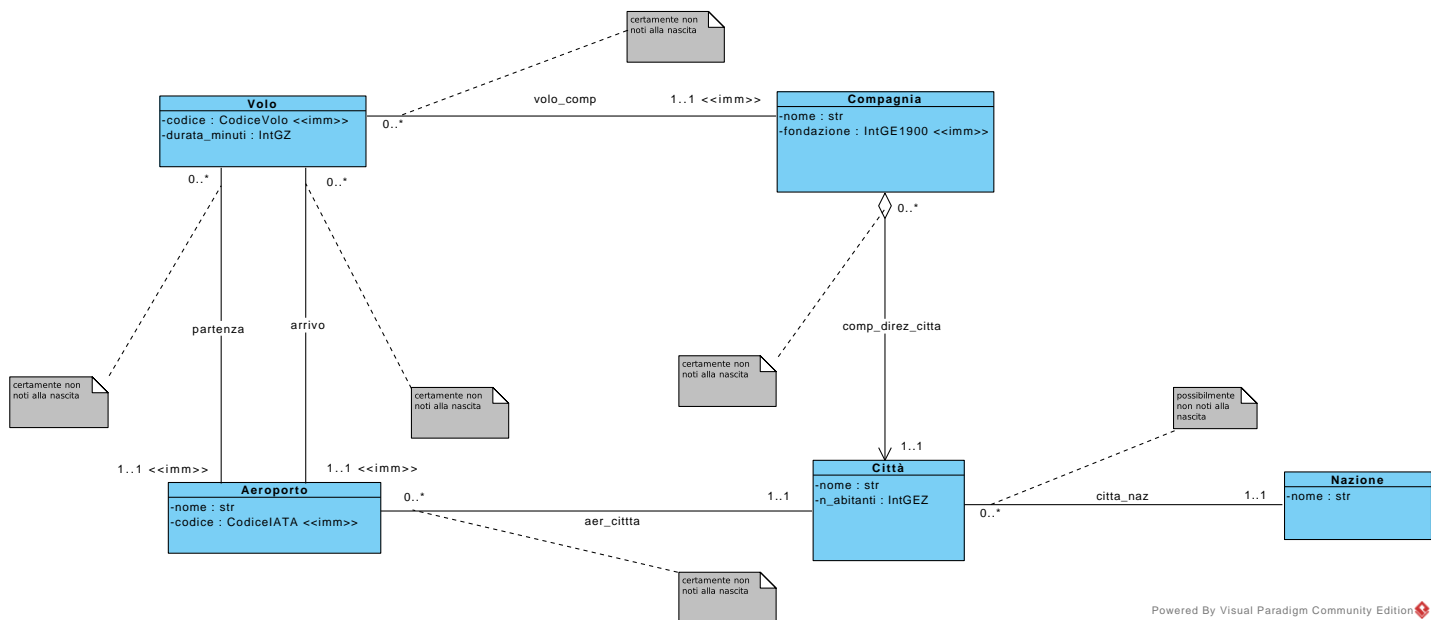 certamente non
noti alla nascita
volo_comp
1..1 <<imm>>
Volo
-codice : CodiceVolo <<imm>>
-durata_minuti : IntGZ
0..*
Compagnia
-nome : str
-fondazione : IntGE1900 <<imm>>
0..*
0..*
0..*
partenza
arrivo
comp_direz_citta
certamente non
noti alla nascita
certamente non
noti alla nascita
certamente non
noti alla nascita
possibilmente
non noti alla
nascita
1..1 <<imm>>
1..1 <<imm>>
1..1
Aeroporto
-nome : str
-codice : CodiceIATA <<imm>>
0..*
1..1
aer_cittta
Città
-nome : str
-n_abitanti : IntGEZ
citta_naz
1..1
0..*
Nazione
-nome : str
certamente non
noti alla nascita
Powered By Visual Paradigm Community Edition